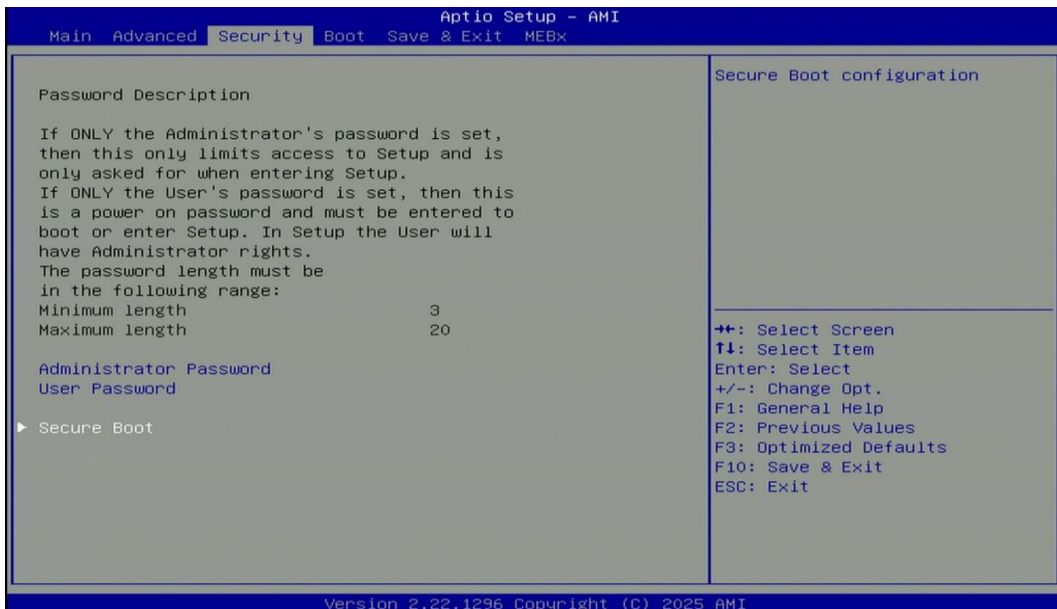 Aptio Setup – AMI
Main Advanced Security Boot Save & Exit MEBx
Secure Boot configuration
Password Description
If ONLY the Administrator's password is set,
then this only limits access to Setup and is
only asked for when entering Setup.
If ONLY the User's password is set, then this
is a power on password and must be entered to
boot or enter Setup. In Setup the User will
have Administrator rights.
The password length must be
in the following range:
Minimum length 3
Maximum length 20
Administrator Password
User Password
► Secure Boot
→←: Select Screen
↑↓: Select Item
Enter: Select
+/-: Change Opt.
F1: General Help
F2: Previous Values
F3: Optimized Defaults
F10: Save & Exit
ESC: Exit
Version 2.22.1296 Copyright (C) 2025 AMI